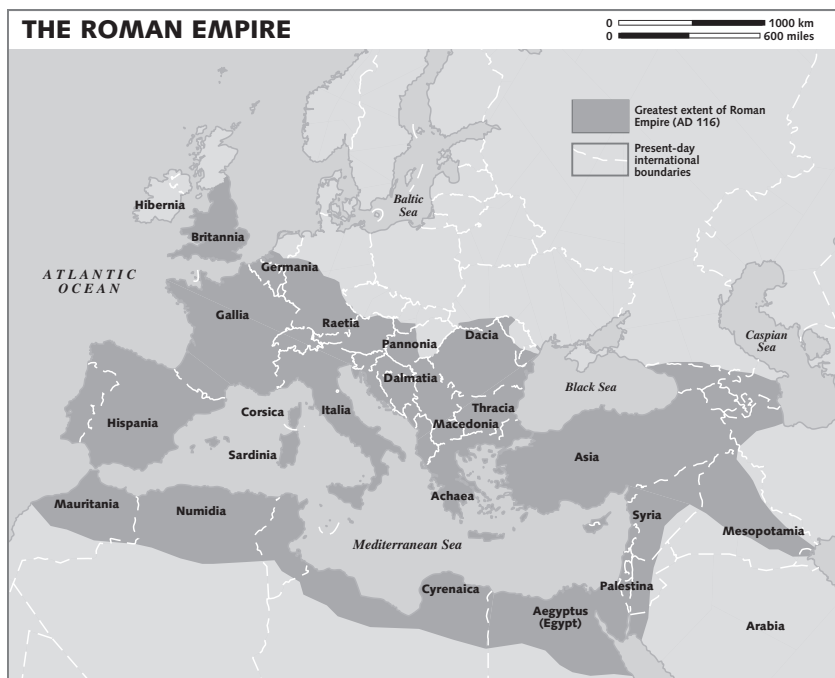 THE ROMAN EMPIRE
0 1000 km
0 600 miles
Greatest extent of Roman
Empire (AD 116)
Present-day
international
boundaries
Hibernia
Baltic
Sea
Britannia
ATLANTIC
OCEAN
Germania
Gallia
Raetia
Pannonia
Dacia
Caspian
Sea
Dalmatia
Black Sea
Corsica
Italia
Thracia
Hispania
Macedonia
Sardinia
Asia
Achaea
Mauritania
Numidia
Syria
Mesopotamia
Mediterranean Sea
Cyrenaica
Palestina
Aegyptus
(Egypt)
Arabia